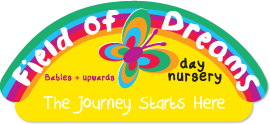 Field Of Dreams
Babies + upwards
day
nursery
The Journey Starts Here